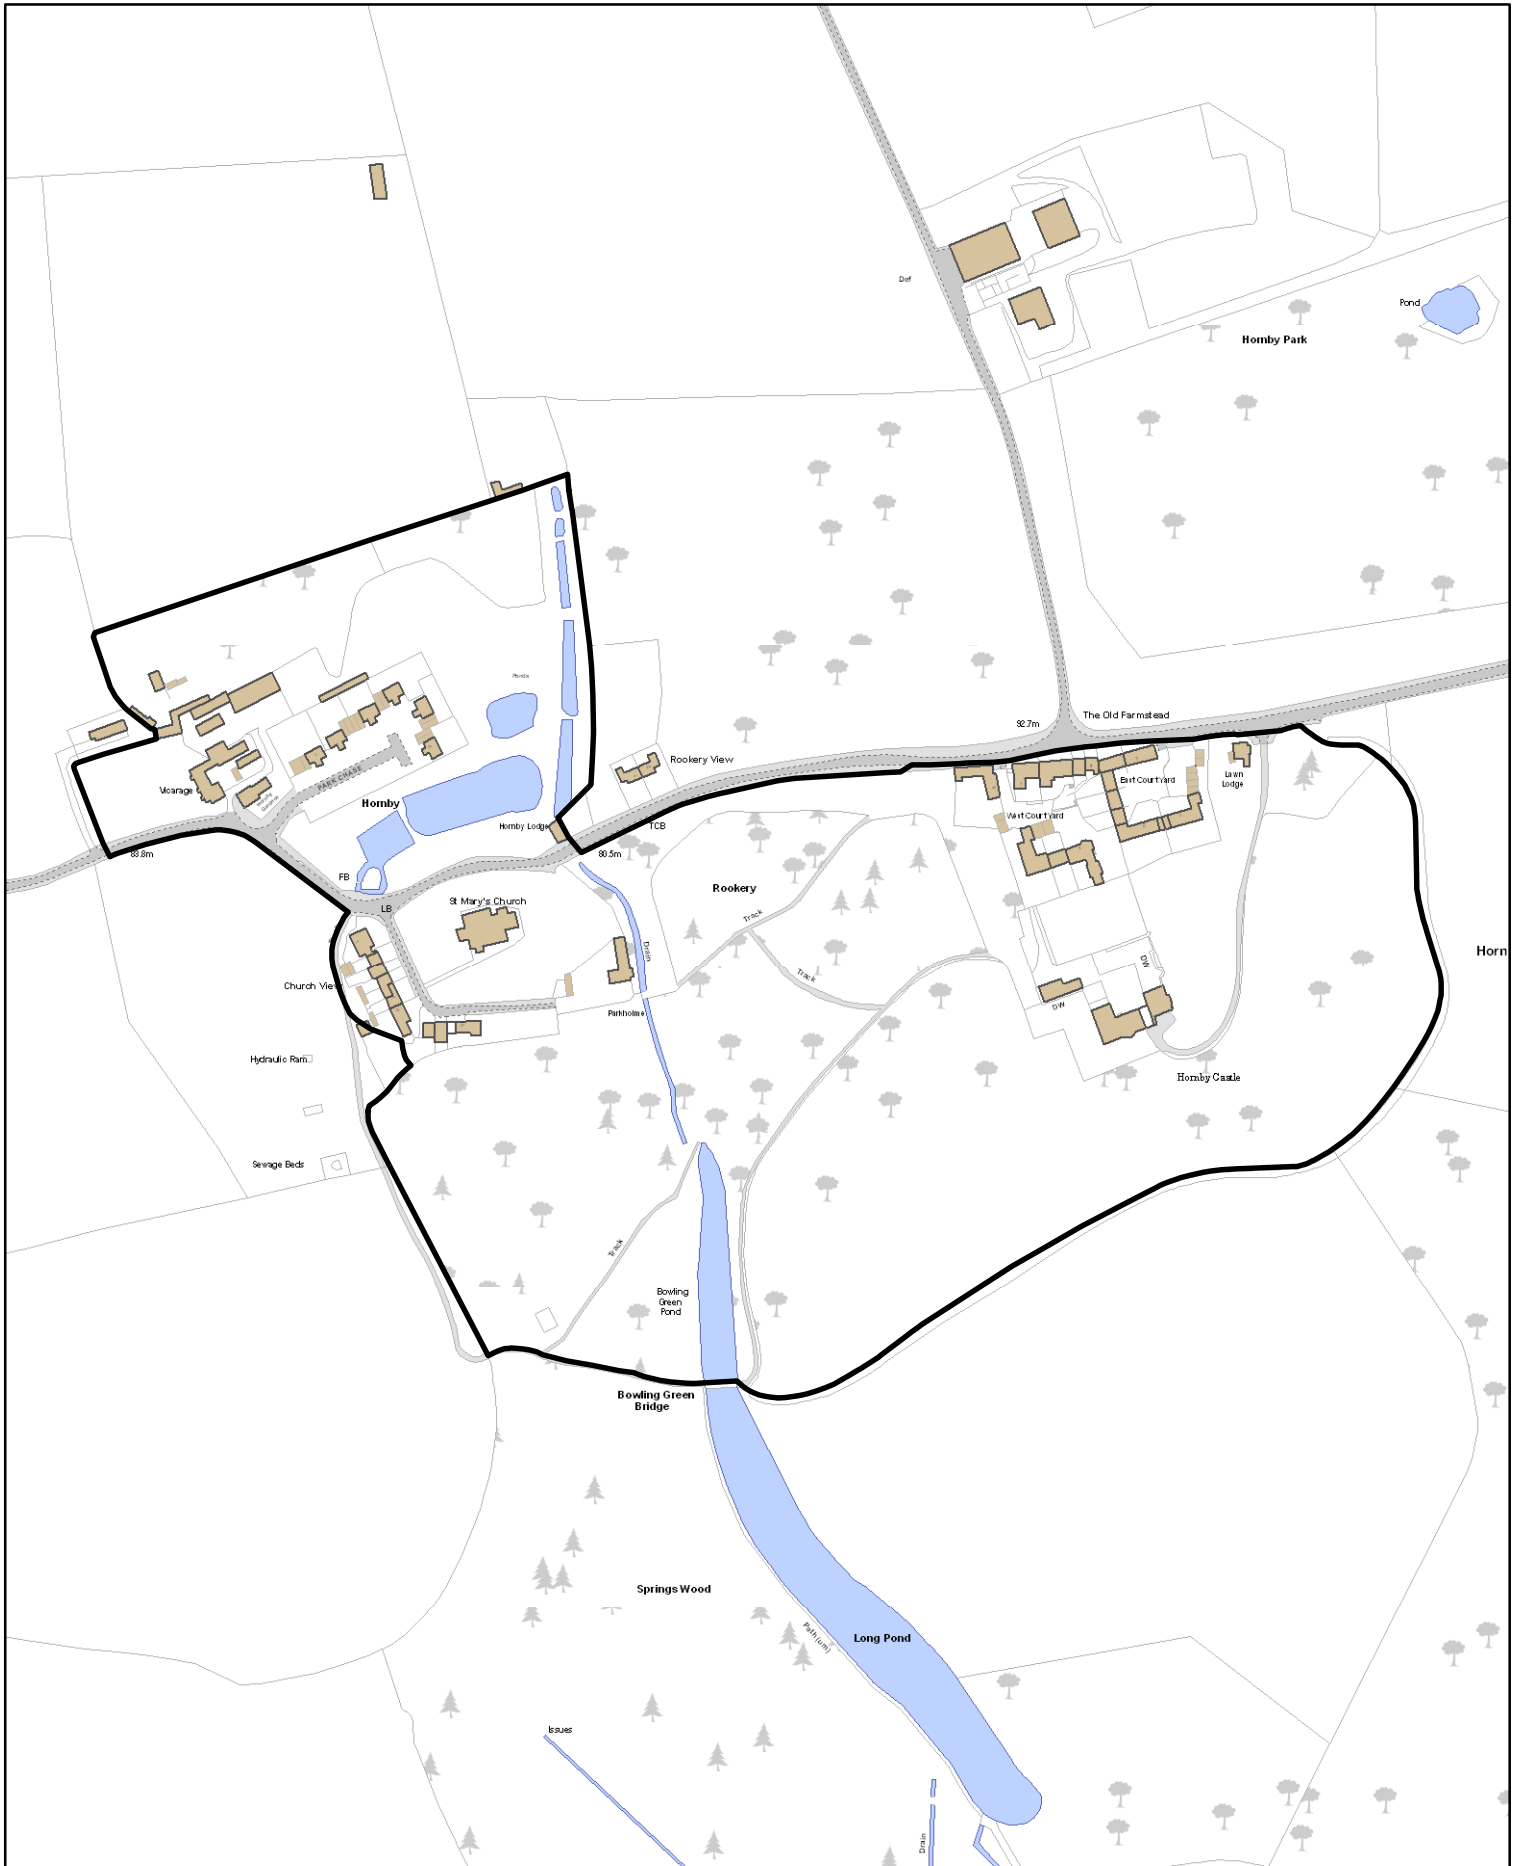 Def
Pond
Hornby Park
Ponds
The Old Farmstead
92.7m
Rookery View
East Courtyard
Lawn
Lodge
PARK CHASE
Vicarage
Hornby
West Courtyard
Hornby Lodge
TCB
83.8m
80.5m
FB
Rookery
LB
St Mary's Church
Track
Drain
Horn
DW
Track
Church View
DW
Parkholme
Hydraulic Ram
Hornby Castle
Sewage Beds
Track
Bowling
Green
Pond
Bowling Green
Bridge
Springs Wood
Path (um)
Long Pond
Issues
Drain